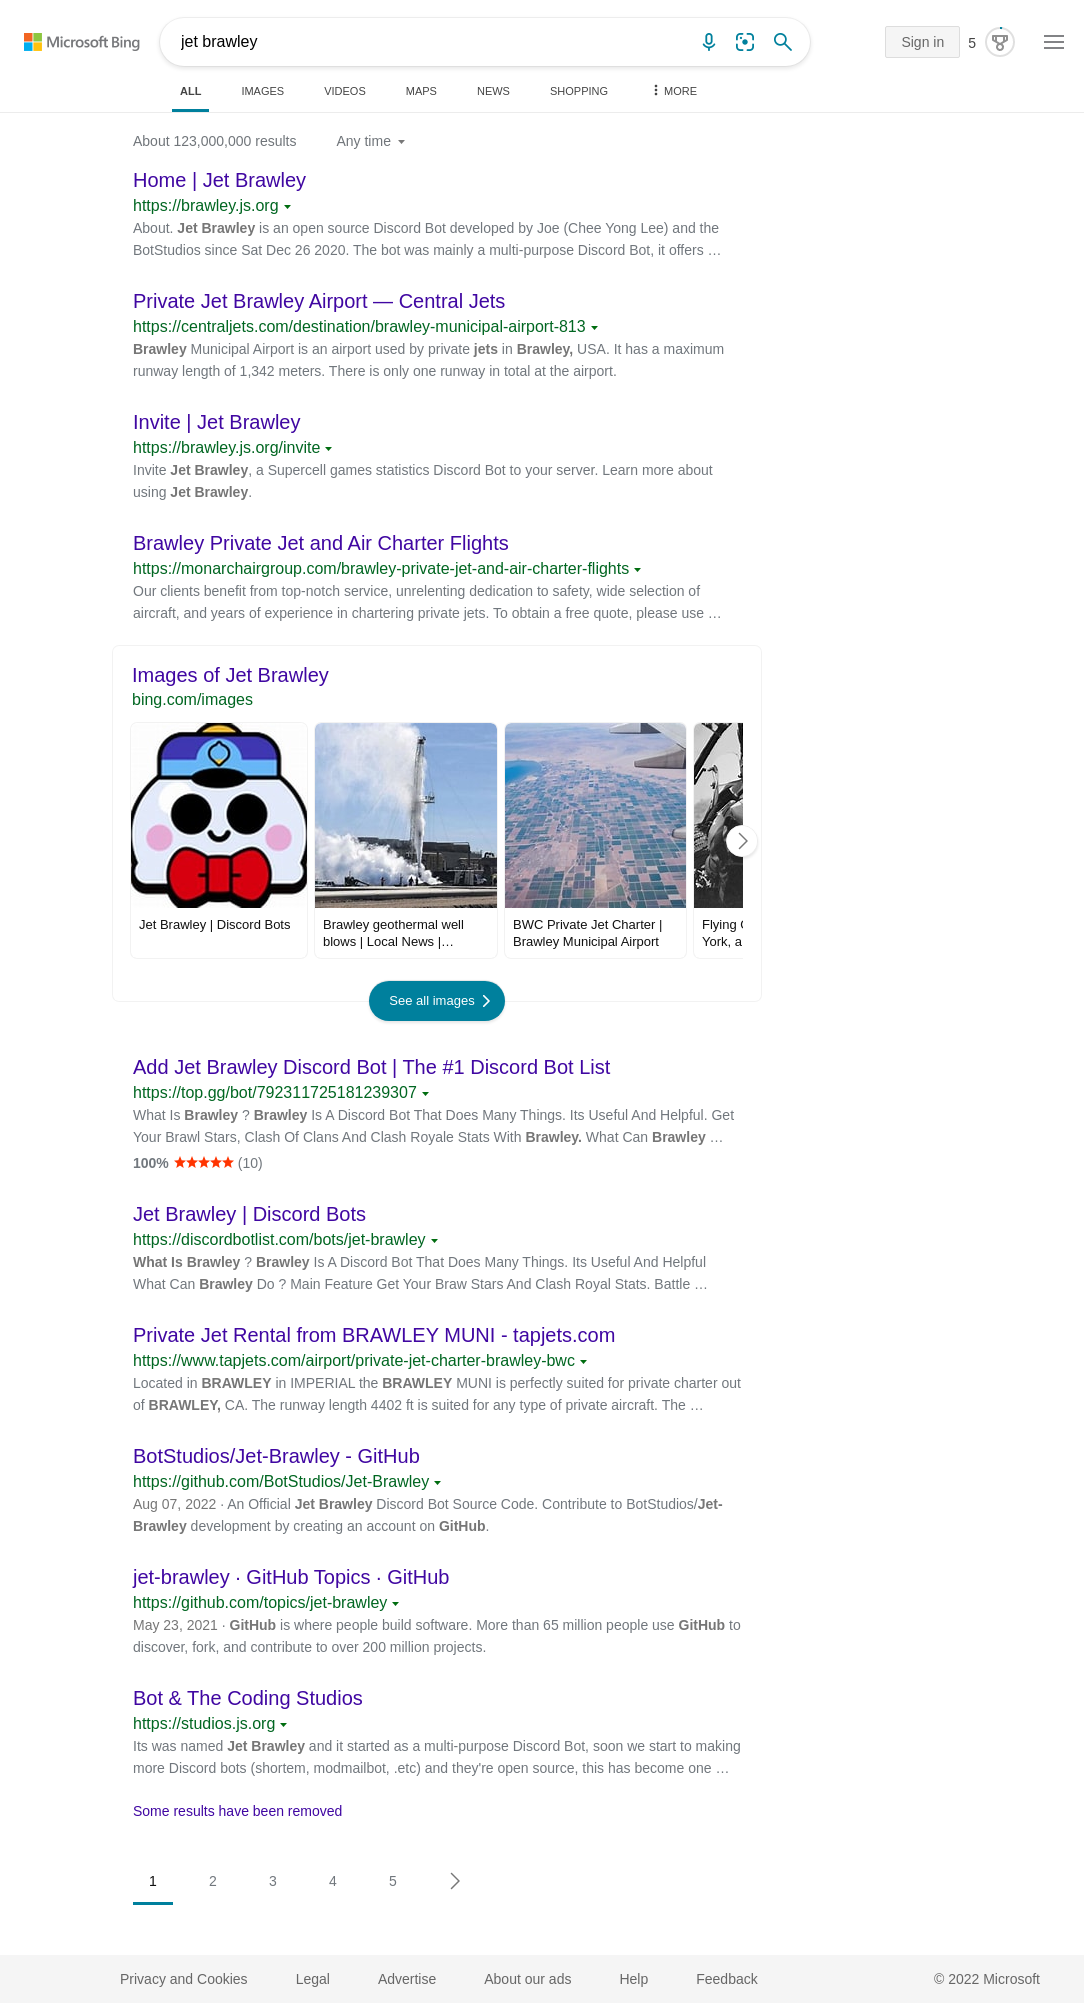 Microsoft Bing
jet brawley
Sign in
5
ALL
IMAGES
VIDEOS
MAPS
NEWS
SHOPPING
MORE
About 123,000,000 results
Any time
Home | Jet Brawley
https://brawley.js.org
About. Jet Brawley is an open source Discord Bot developed by Joe (Chee Yong Lee) and the
BotStudios since Sat Dec 26 2020. The bot was mainly a multi-purpose Discord Bot, it offers …
Private Jet Brawley Airport — Central Jets
https://centraljets.com/destination/brawley-municipal-airport-813
Brawley Municipal Airport is an airport used by private jets in Brawley, USA. It has a maximum
runway length of 1,342 meters. There is only one runway in total at the airport.
Invite | Jet Brawley
https://brawley.js.org/invite
Invite Jet Brawley, a Supercell games statistics Discord Bot to your server. Learn more about
using Jet Brawley.
Brawley Private Jet and Air Charter Flights
https://monarchairgroup.com/brawley-private-jet-and-air-charter-flights
Our clients benefit from top-notch service, unrelenting dedication to safety, wide selection of
aircraft, and years of experience in chartering private jets. To obtain a free quote, please use …
Images of Jet Brawley
bing.com/images
Jet Brawley | Discord Bots
Brawley geothermal well
blows | Local News |…
BWC Private Jet Charter |
Brawley Municipal Airport
Flying
York, a
See all images
Add Jet Brawley Discord Bot | The #1 Discord Bot List
https://top.gg/bot/792311725181239307
What Is Brawley ? Brawley Is A Discord Bot That Does Many Things. Its Useful And Helpful. Get
Your Brawl Stars, Clash Of Clans And Clash Royale Stats With Brawley. What Can Brawley …
100% ★★★★★ (10)
Jet Brawley | Discord Bots
https://discordbotlist.com/bots/jet-brawley
What Is Brawley ? Brawley Is A Discord Bot That Does Many Things. Its Useful And Helpful
What Can Brawley Do ? Main Feature Get Your Braw Stars And Clash Royal Stats. Battle …
Private Jet Rental from BRAWLEY MUNI - tapjets.com
https://www.tapjets.com/airport/private-jet-charter-brawley-bwc
Located in BRAWLEY in IMPERIAL the BRAWLEY MUNI is perfectly suited for private charter out
of BRAWLEY, CA. The runway length 4402 ft is suited for any type of private aircraft. The …
BotStudios/Jet-Brawley - GitHub
https://github.com/BotStudios/Jet-Brawley
Aug 07, 2022 · An Official Jet Brawley Discord Bot Source Code. Contribute to BotStudios/Jet-
Brawley development by creating an account on GitHub.
jet-brawley · GitHub Topics · GitHub
https://github.com/topics/jet-brawley
May 23, 2021 · GitHub is where people build software. More than 65 million people use GitHub to
discover, fork, and contribute to over 200 million projects.
Bot & The Coding Studios
https://studios.js.org
Its was named Jet Brawley and it started as a multi-purpose Discord Bot, soon we start to making
more Discord bots (shortem, modmailbot, .etc) and they're open source, this has become one …
Some results have been removed
1
2
3
4
5
Privacy and Cookies
Legal
Advertise
About our ads
Help
Feedback
© 2022 Microsoft